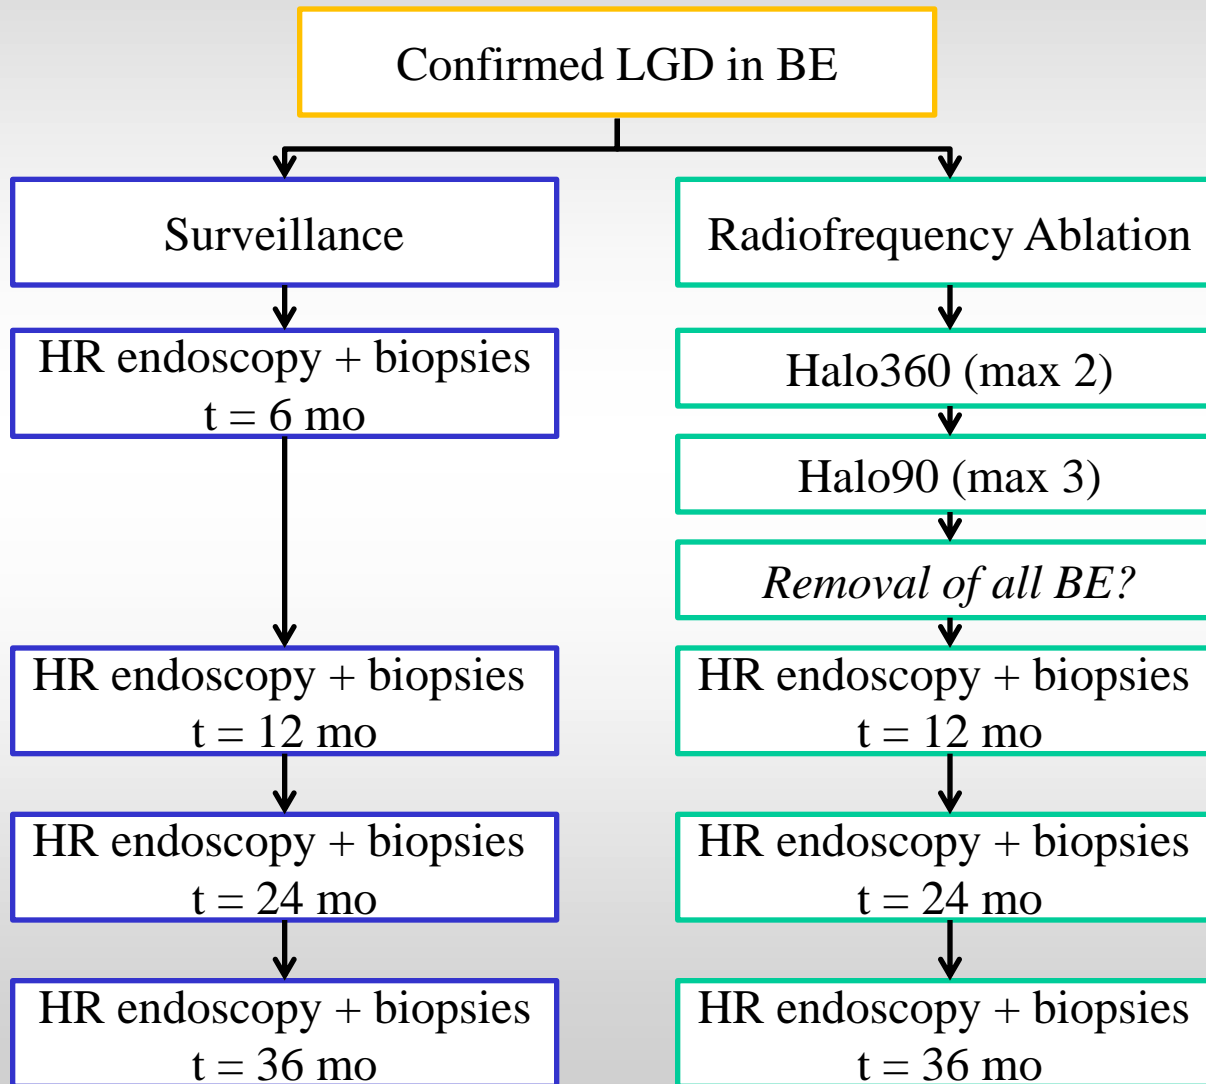 Confirmed LGD in BE
Surveillance
HR endoscopy + biopsies
t = 6 mo
HR endoscopy + biopsies
t = 12 mo
HR endoscopy + biopsies
t = 24 mo
HR endoscopy + biopsies
t = 36 mo
Radiofrequency Ablation
Halo360 (max 2)
Halo90 (max 3)
Removal of all BE?
HR endoscopy + biopsies
t = 12 mo
HR endoscopy + biopsies
t = 24 mo
HR endoscopy + biopsies
t = 36 mo